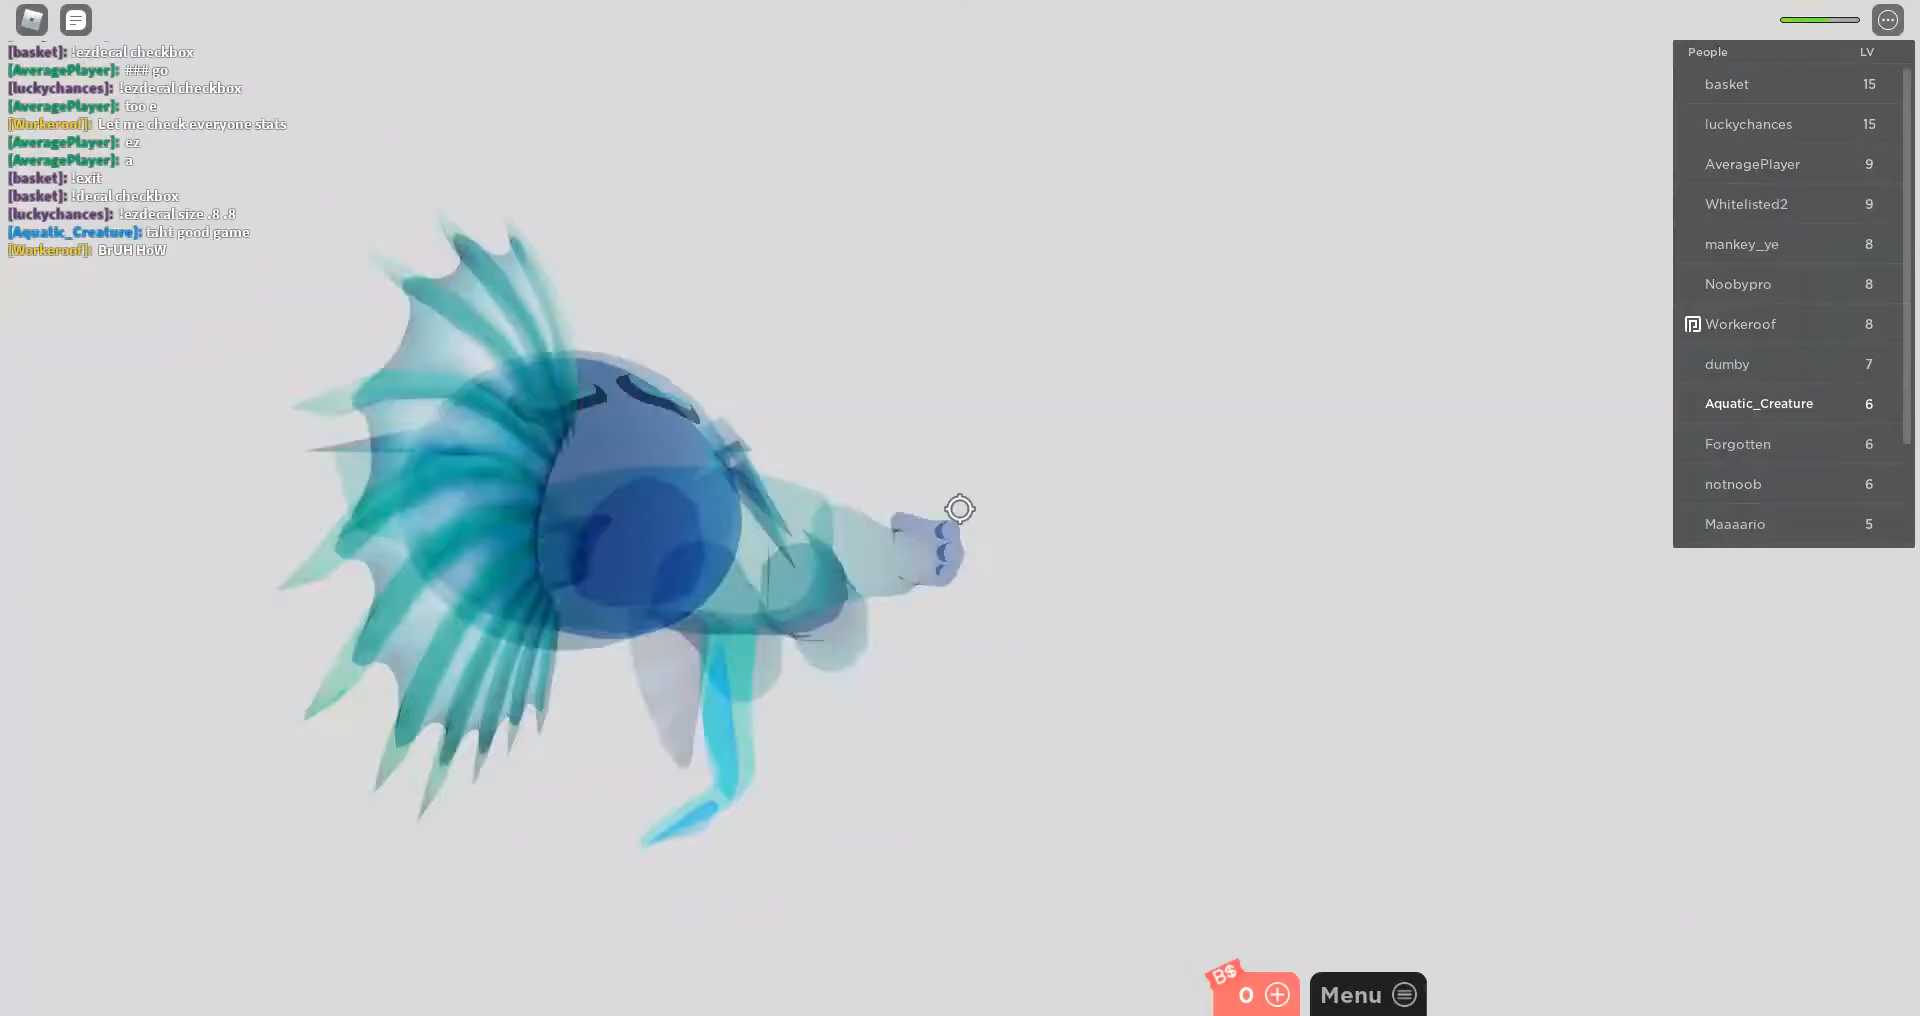 [basket]: !ezdecal checkbox
[AveragePlayer]: ### go
[luckychances]: !ezdecal checkbox
[AveragePlayer]: too e
[Workeroof]: Let me check everyone stats
[AveragePlayer]: ez
[AveragePlayer]: a
[basket]: !exit
[basket]: !decal checkbox
[luckychances]: !ezdecal size .8 .8
[Aquatic_Creature]: taht good game
[Workeroof]: BrUH HoW
People LV
basket 15
luckychances 15
AveragePlayer 9
Whitelisted2 9
mankey_ye 8
Noobypro 8
Workeroof 8
dumby 7
Aquatic_Creature 6
Forgotten 6
notnoob 6
Maaaario 5
B$
0
Menu